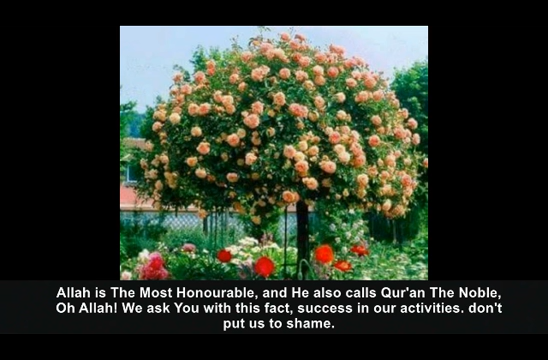 Allah is The Most Honourable, and He also calls Qur'an The Noble,
Oh Allah! We ask You with this fact, success in our activities. don't
put us to shame.